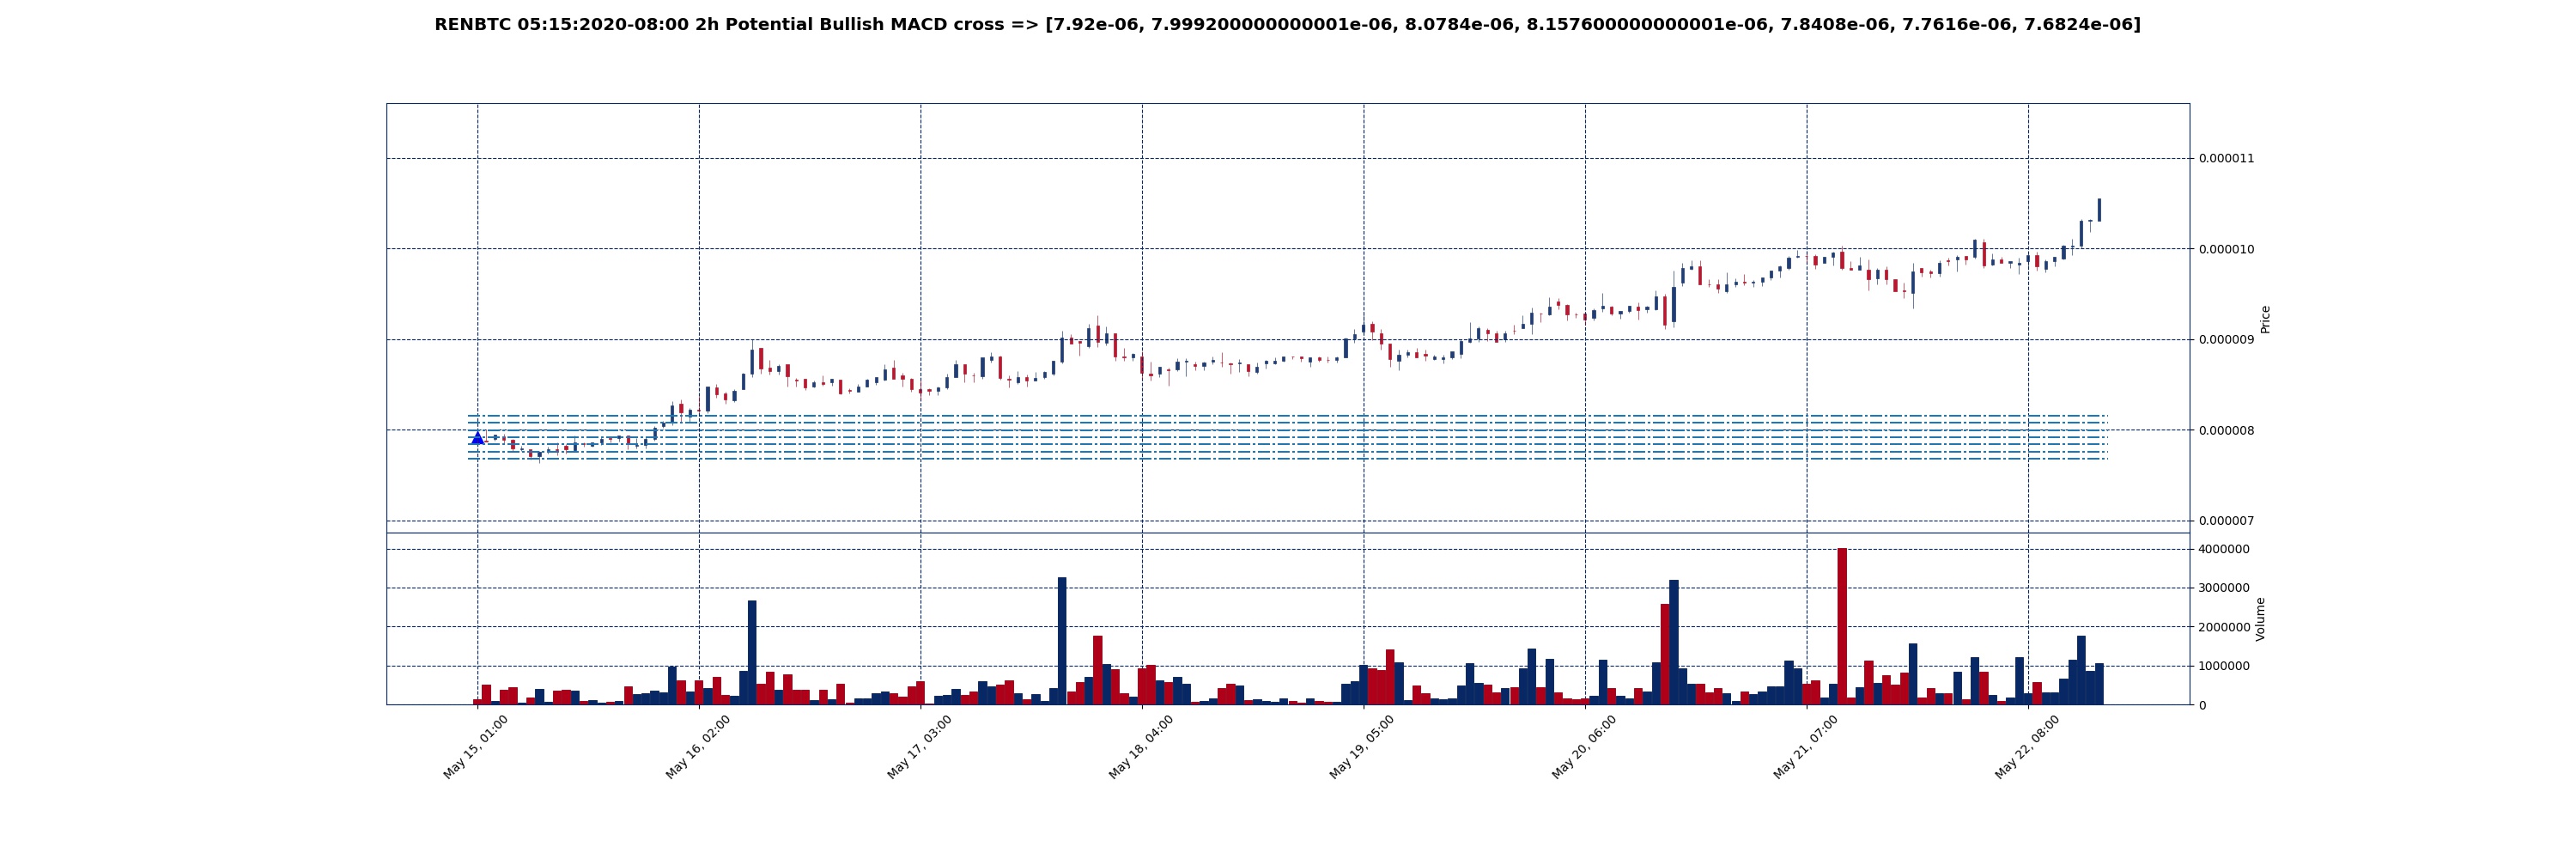 RENBTC 05:15:2020-08:00 2h Potential Bullish MACD cross => [7.92e-06, 7.999200000000001e-06, 8.0784e-06, 8.157600000000001e-06, 7.8408e-06, 7.7616e-06, 7.6824e-06]
0.000011
0.000010
0.000009
0.000008
0.000007
Price
4000000
3000000
2000000
1000000
0
Volume
May 15, 01:00
May 16, 02:00
May 17, 03:00
May 18, 04:00
May 19, 05:00
May 20, 06:00
May 21, 07:00
May 22, 08:00